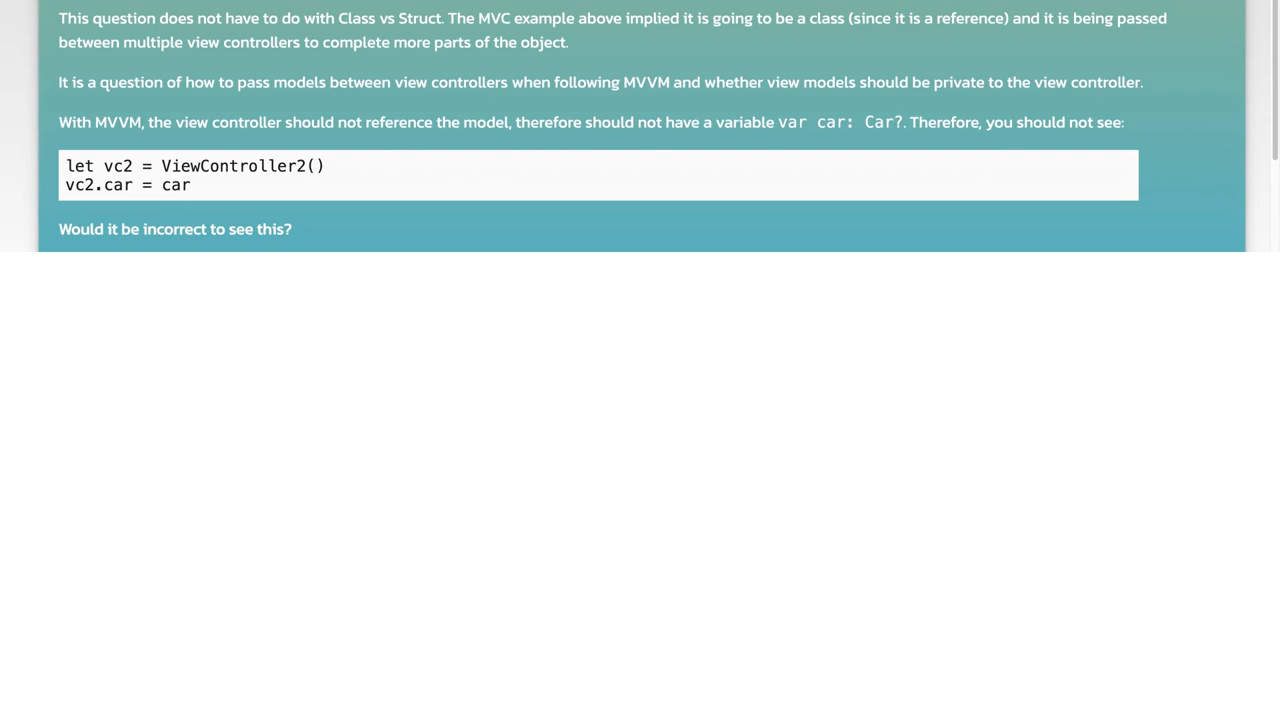 This question does not have to do with Class vs Struct. The MVC example above implied it is going to be a class (since it is a reference) and it is being passed
between multiple view controllers to complete more parts of the object.
It is a question of how to pass models between view controllers when following MVVM and whether view models should be private to the view controller.
With MVVM, the view controller should not reference the model, therefore should not have a variable var car: Car?. Therefore, you should not see:
let vc2 = ViewController2()
vc2.car = car
Would it be incorrect to see this?